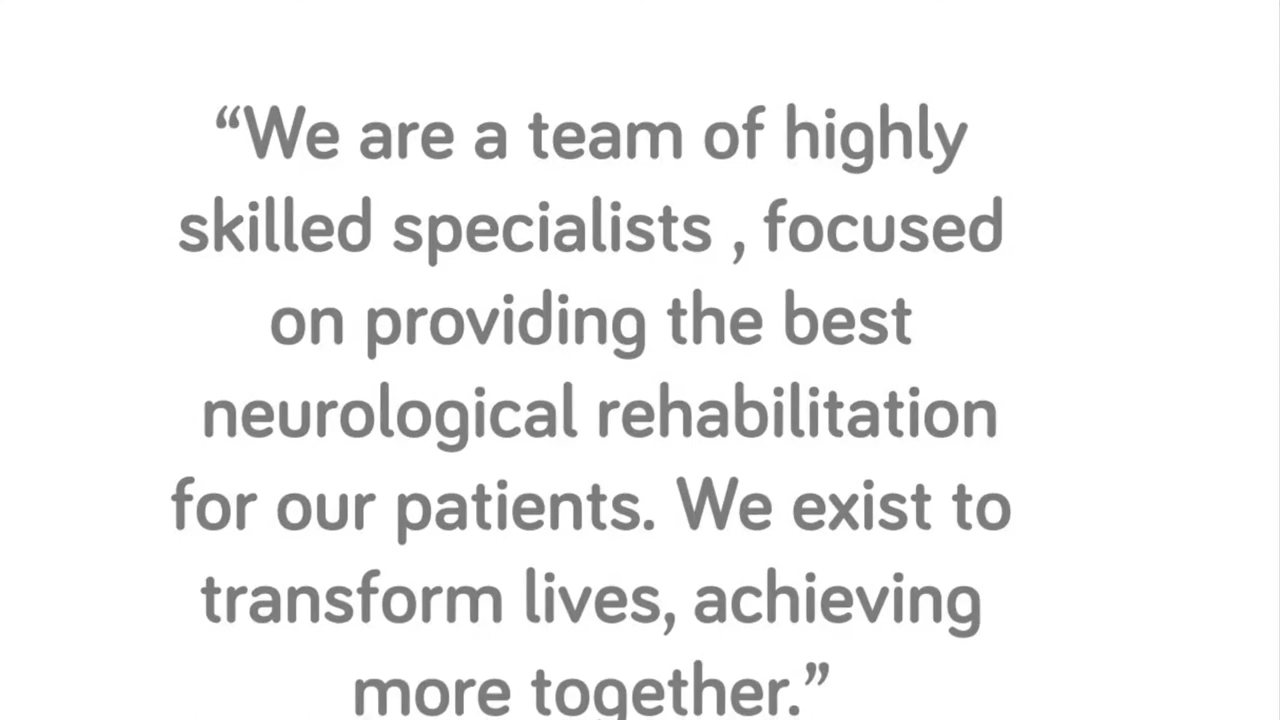 “We are a team of highly
skilled specialists , focused
on providing the best
neurological rehabilitation
for our patients. We exist to
transform lives, achieving
more together.”